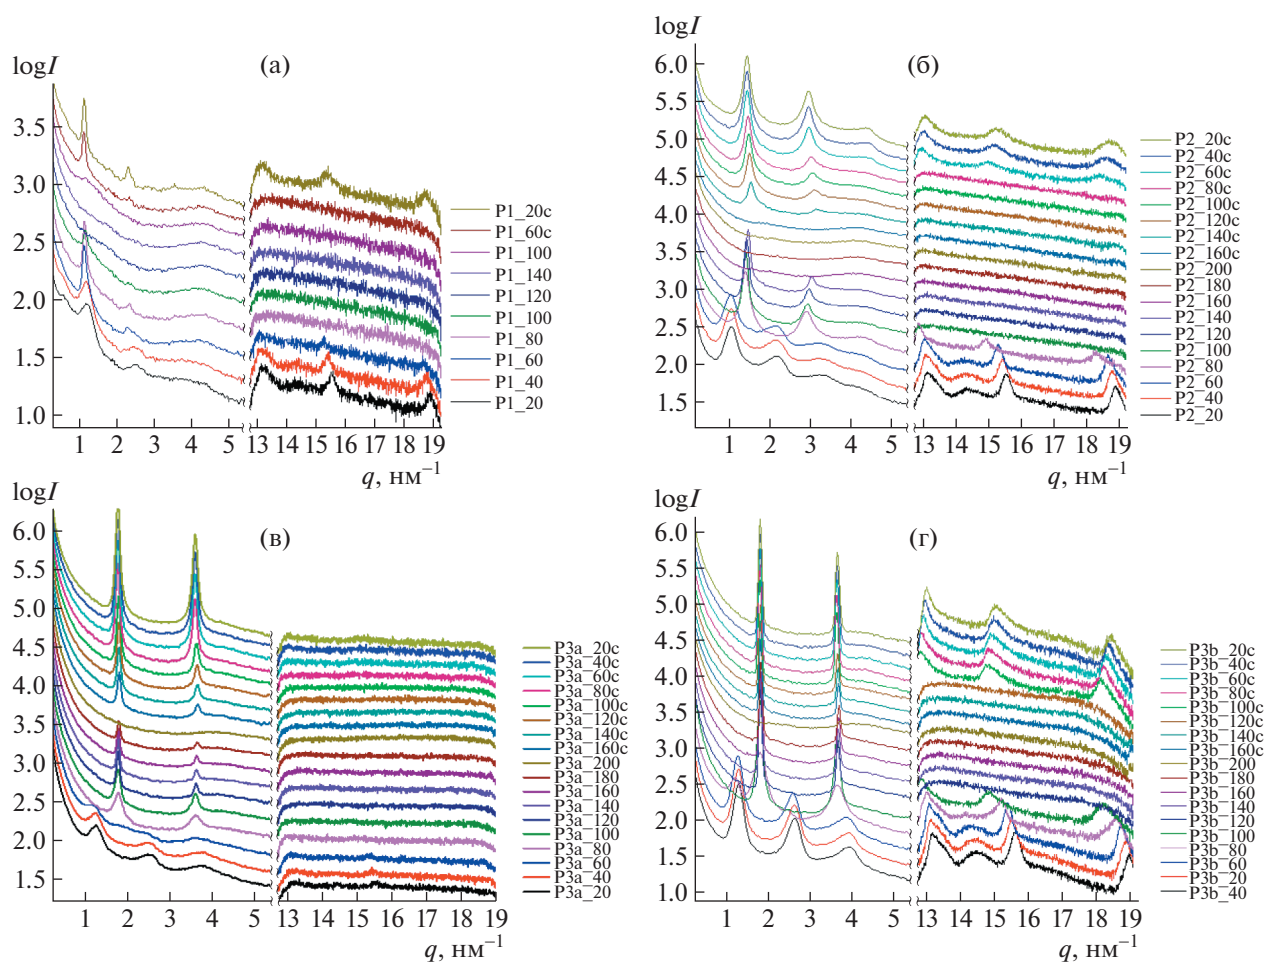 logI
(а)
3.5
3.0
2.5
2.0
1.5
1.0
1 2 3 4 5 13 14 15 16 17 18 19
q, нм⁻¹
P1_20c
P1_60c
P1_100
P1_140
P1_120
P1_100
P1_80
P1_60
P1_40
P1_20
logI
(б)
6.0
5.5
5.0
4.5
4.0
3.5
3.0
2.5
2.0
1.5
1 2 3 4 5 13 14 15 16 17 18 19
q, нм⁻¹
P2_20c
P2_40c
P2_60c
P2_80c
P2_100c
P2_120c
P2_140c
P2_160c
P2_200
P2_180
P2_160
P2_140
P2_120
P2_100
P2_80
P2_60
P2_40
P2_20
logI
(в)
6.0
5.5
5.0
4.5
4.0
3.5
3.0
2.5
2.0
1.5
1 2 3 4 5 13 14 15 16 17 18 19
q, нм⁻¹
P3a_20c
P3a_40c
P3a_60c
P3a_80c
P3a_100c
P3a_120c
P3a_140c
P3a_160c
P3a_200
P3a_180
P3a_160
P3a_140
P3a_120
P3a_100
P3a_80
P3a_60
P3a_40
P3a_20
logI
(г)
6.0
5.5
5.0
4.5
4.0
3.5
3.0
2.5
2.0
1.5
1.0
1 2 3 4 5 13 14 15 16 17 18 19
q, нм⁻¹
P3b_20c
P3b_40c
P3b_60c
P3b_80c
P3b_100c
P3b_120c
P3b_140c
P3b_160c
P3b_200
P3b_180
P3b_160
P3b_140
P3b_120
P3b_100
P3b_80
P3b_60
P3b_20
P3b_40